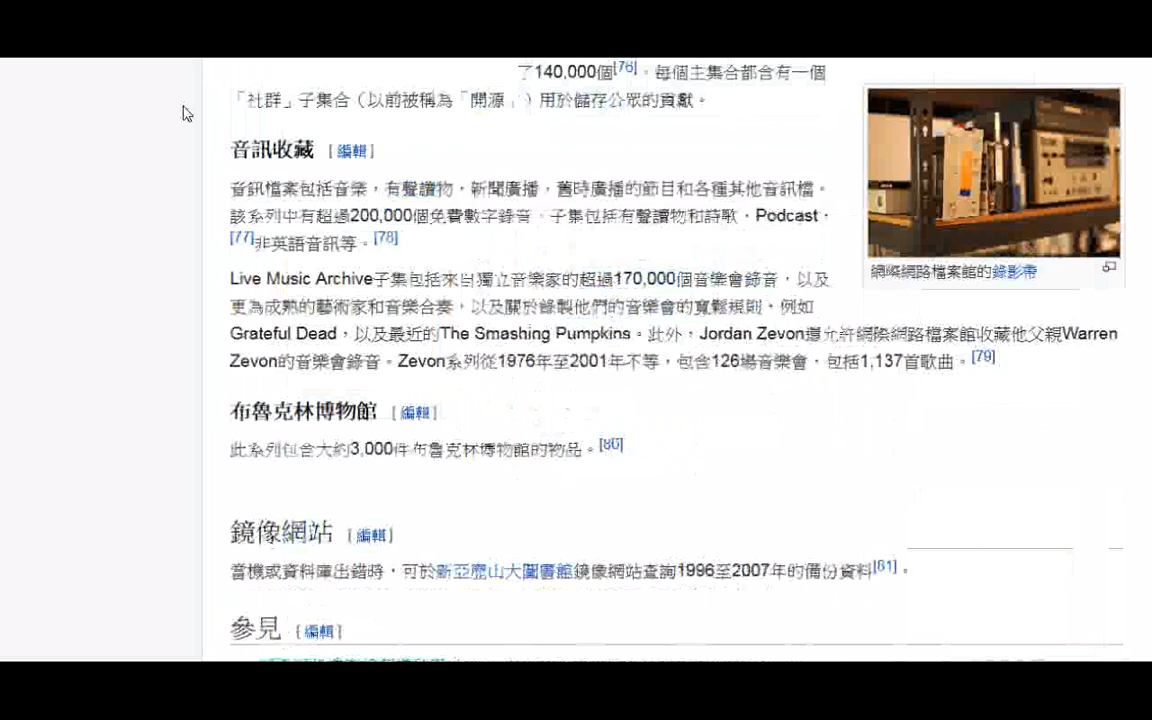 了140,000個[76]。每個主集合都含有一個
「社群」子集合（以前被稱為「開源」）用於儲存公眾的貢獻。
音訊收藏 [編輯]
音訊檔案包括音樂，有聲讀物，新聞廣播，舊時廣播的節目和各種其他音訊檔。
該系列中有超過200,000個免費數字錄音。子集包括有聲讀物和詩歌，Podcast，
[77]非英語音訊等。[78]
Live Music Archive子集包括來自獨立音樂家的超過170,000個音樂會錄音，以及
更為成熟的藝術家和音樂合奏，以及關於錄製他們的音樂會的寬鬆規則，例如
Grateful Dead，以及最近的The Smashing Pumpkins。此外，Jordan Zevon還允許網際網路檔案館收藏他父親Warren
Zevon的音樂會錄音。Zevon系列從1976年至2001年不等，包含126場音樂會，包括1,137首歌曲。[79]
網際網路檔案館的錄影帶
布魯克林博物館 [編輯]
此系列包含大約3,000件布魯克林博物館的物品。[80]
鏡像網站 [編輯]
當機或資料庫出錯時，可於新亞歷山大圖書館鏡像網站查詢1996至2007年的備份資料[81]。
參見 [編輯]